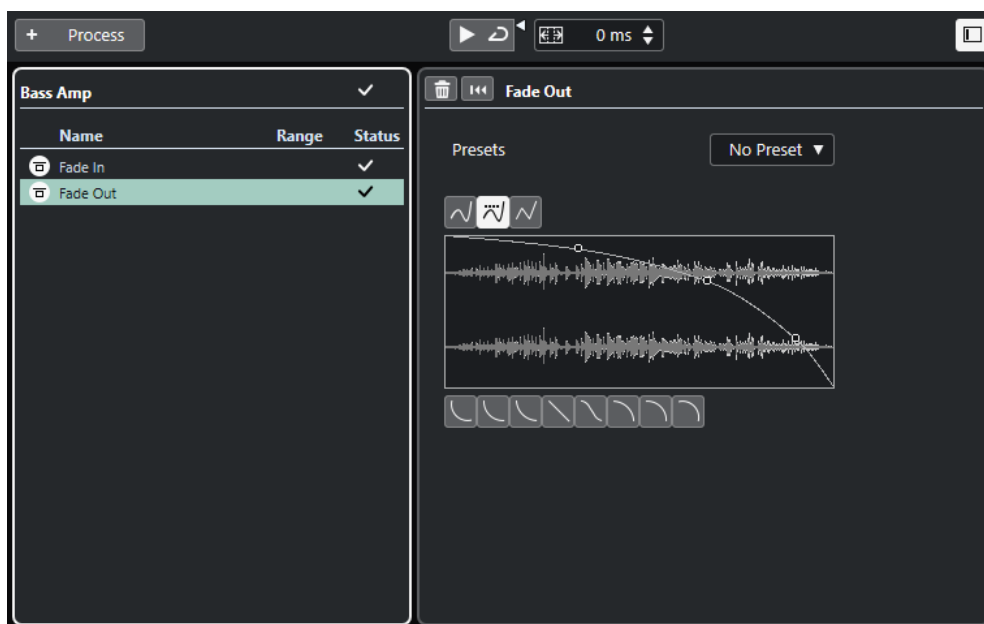 + Process
0 ms
Bass Amp
Name Range Status
Fade In
Fade Out
Fade Out
Presets
No Preset